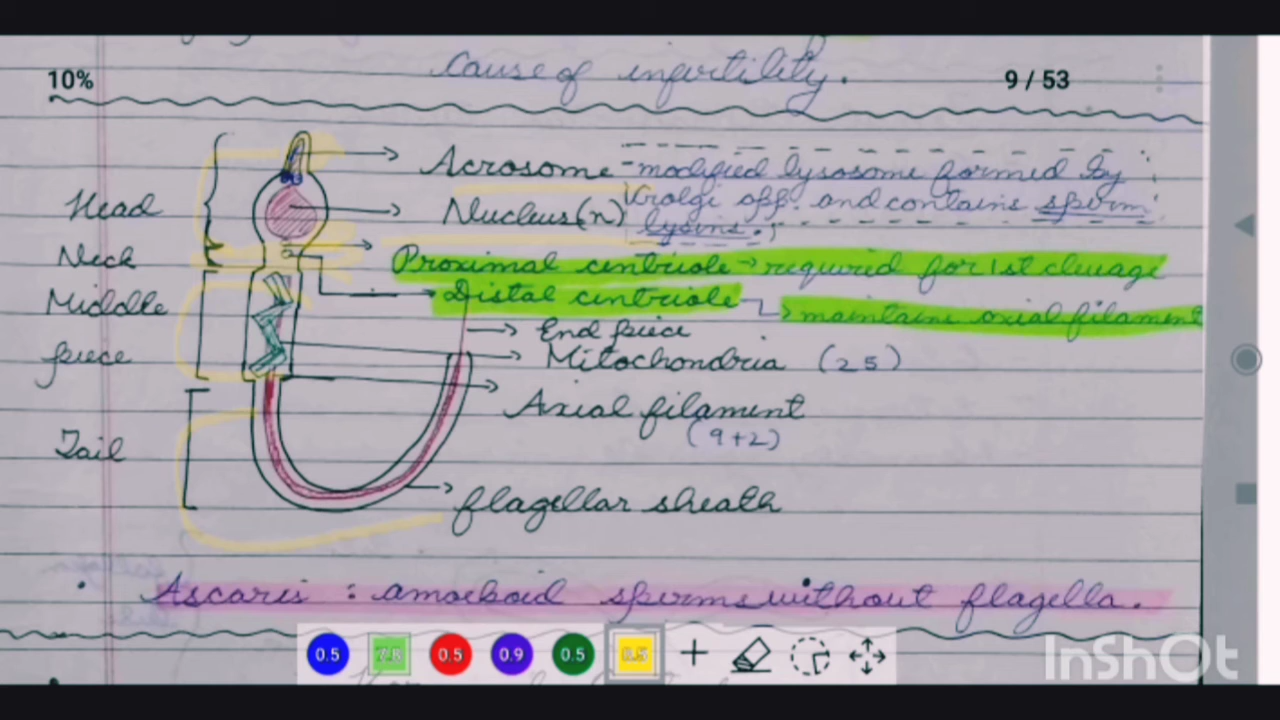 Cause of infertility.
10%
9 / 53
Acrosome - modified lysosome formed by
Head
Nucleus(n)
Golgi app. and contains sperm
lysins.
Neck
Proximal centriole → required for 1st clevage
Middle
piece
Distal centriole → maintains axial filament
End piece
Mitochondria (25)
Axial filament
(9+2)
Tail
flagellar sheath
• Ascaris : amoeboid sperms without flagella.
0.5
7.8
0.5
0.9
0.5
0.5
InShOt